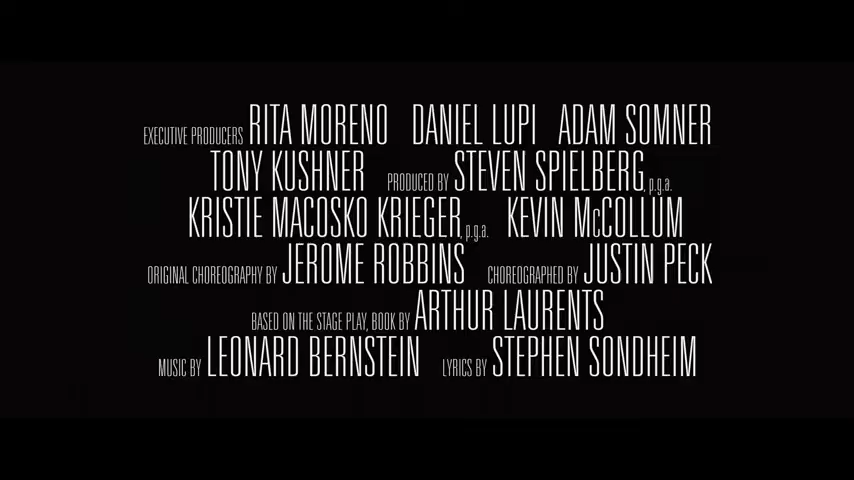 EXECUTIVE PRODUCERS RITA MORENO DANIEL LUPI ADAM SOMNER
TONY KUSHNER PRODUCED BY STEVEN SPIELBERG, p.g.a.
KRISTIE MACOSKO KRIEGER, p.g.a. KEVIN McCOLLUM
ORIGINAL CHOREOGRAPHY BY JEROME ROBBINS CHOREOGRAPHED BY JUSTIN PECK
BASED ON THE STAGE PLAY, BOOK BY ARTHUR LAURENTS
MUSIC BY LEONARD BERNSTEIN LYRICS BY STEPHEN SONDHEIM